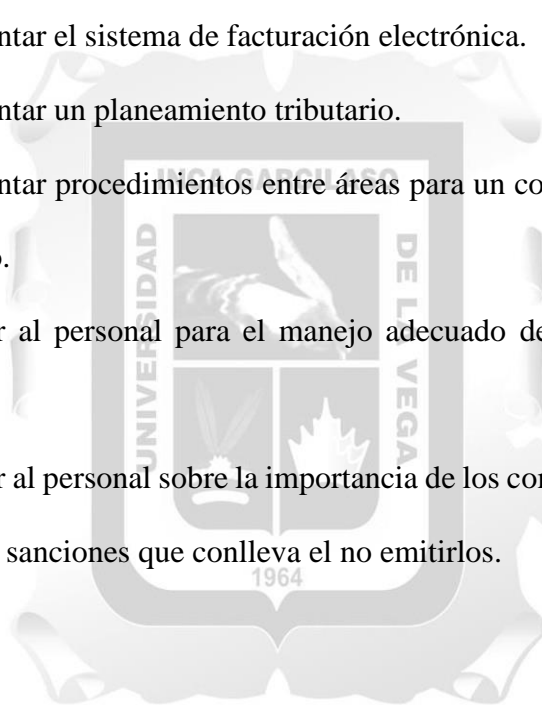 ntar el sistema de facturación electrónica.
ntar un planeamiento tributario.
ntar procedimientos entre áreas para un co
o.
r al personal para el manejo adecuado de
r al personal sobre la importancia de los con
sanciones que conlleva el no emitirlos.
INCA GARCILASO
UNIVERSIDAD
DE LA VEGA
1964